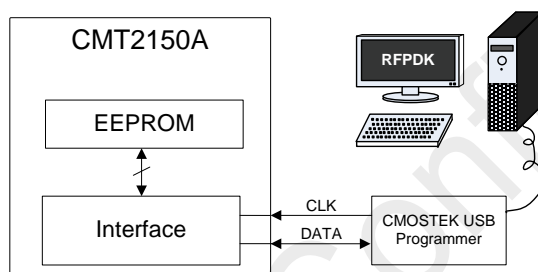 CMT2150A
RFPDK
EEPROM
Interface
CLK
DATA
CMOSTEK USB
Programmer